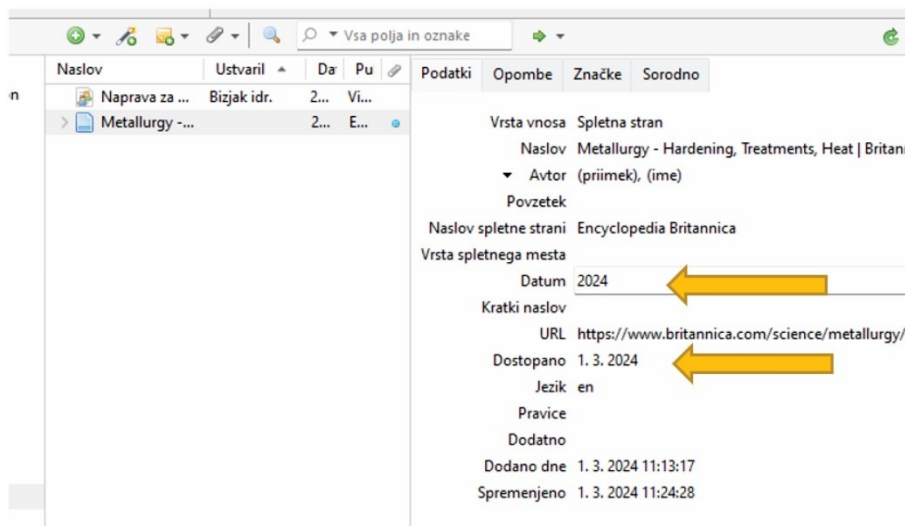 Vsa polja in oznake
Naslov Ustvaril Da Pu
on
Naprava za ... Bizjak idr. 2... Vi...
Metallurgy -... 2... E...
Podatki Opombe Značke Sorodno
Vrsta vnosa Spletna stran
Naslov Metallurgy - Hardening, Treatments, Heat | Britan
Avtor (priimek), (ime)
Povzetek
Naslov spletne strani Encyclopedia Britannica
Vrsta spletnega mesta
Datum 2024
Kratki naslov
URL https://www.britannica.com/science/metallurgy/
Dostopano 1. 3. 2024
Jezik en
Pravice
Dodatno
Dodano dne 1. 3. 2024 11:13:17
Spremenjeno 1. 3. 2024 11:24:28